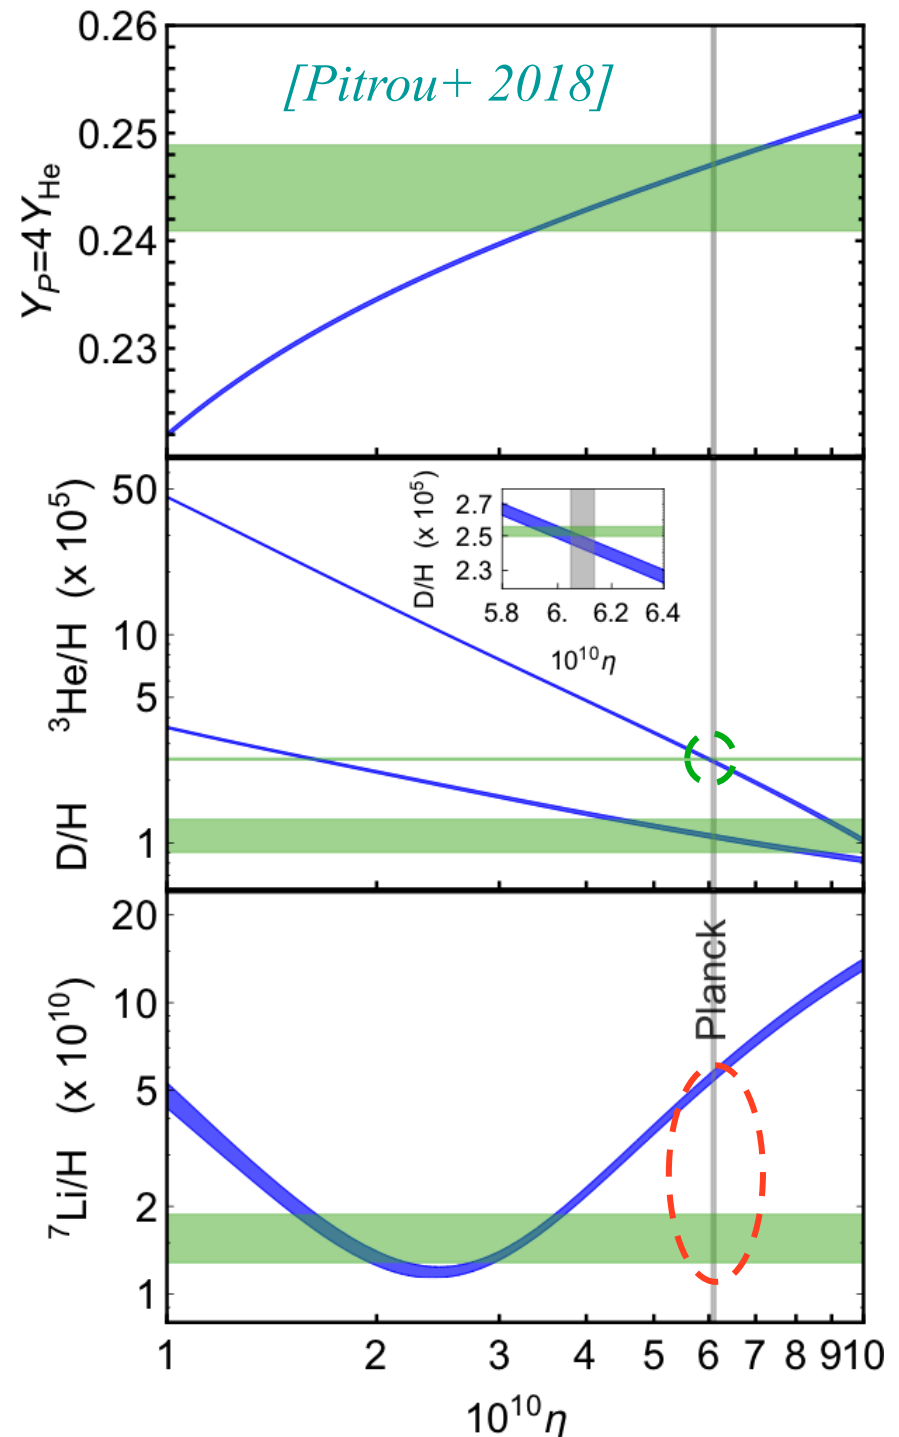 [Pitrou+ 2018]
0.26
0.25
0.24
0.23
Y_P=4 Y_He
50
10
5
1
D/H ³He/H (x 10⁵)
2.7
2.5
2.3
D/H (x 10⁵)
5.8 6. 6.2 6.4
10¹⁰η
20
10
5
2
1
⁷Li/H (x 10¹⁰)
Planck
1 2 3 4 5 6 7 8 910
10¹⁰η